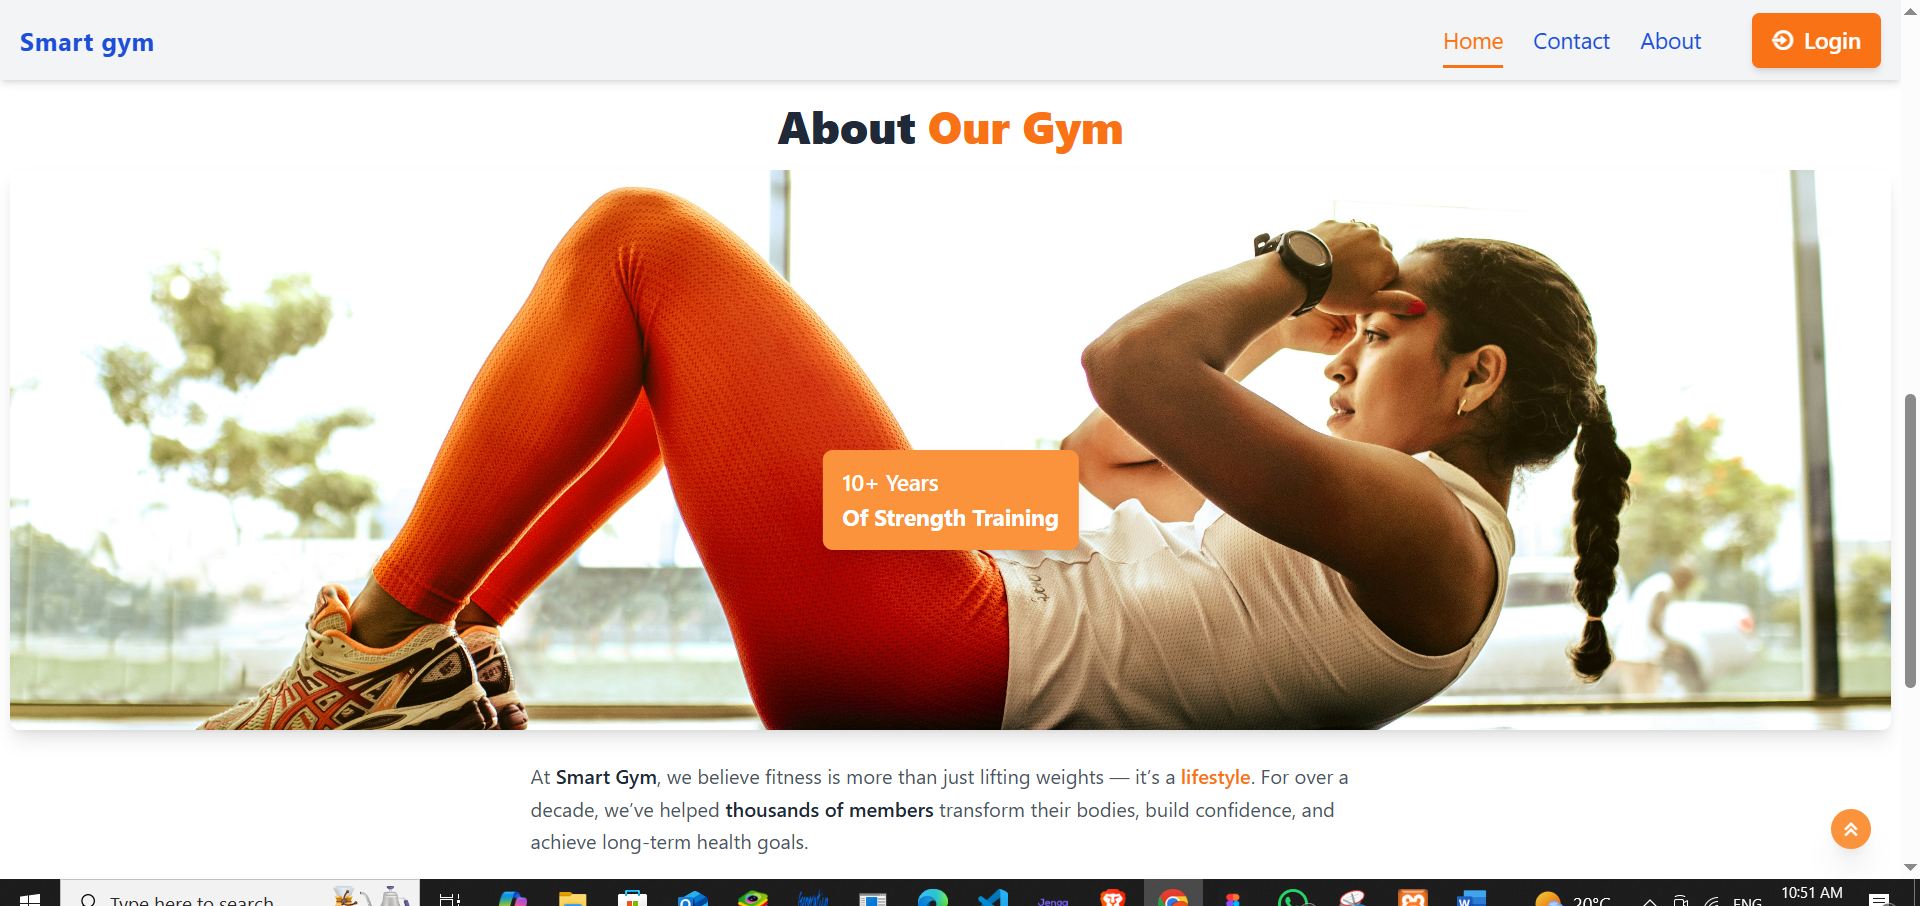 Smart gym
Home
Contact
About
Login
About Our Gym
10+ Years
Of Strength Training
At Smart Gym, we believe fitness is more than just lifting weights — it’s a lifestyle. For over a
decade, we’ve helped thousands of members transform their bodies, build confidence, and
achieve long-term health goals.
Type here to search
Jenga
20°C
ENG
10:51 AM